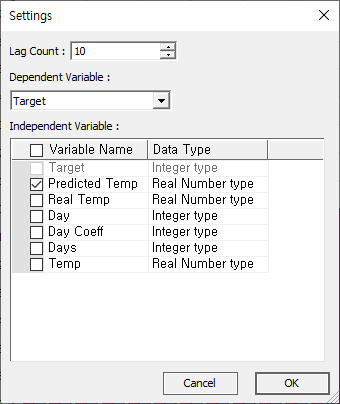 Settings
Lag Count : 10
Dependent Variable :
Target
Independent Variable :
Variable Name Data Type
Target Integer type
Predicted Temp Real Number type
Real Temp Real Number type
Day Integer type
Day Coeff Integer type
Days Integer type
Temp Real Number type
Cancel OK